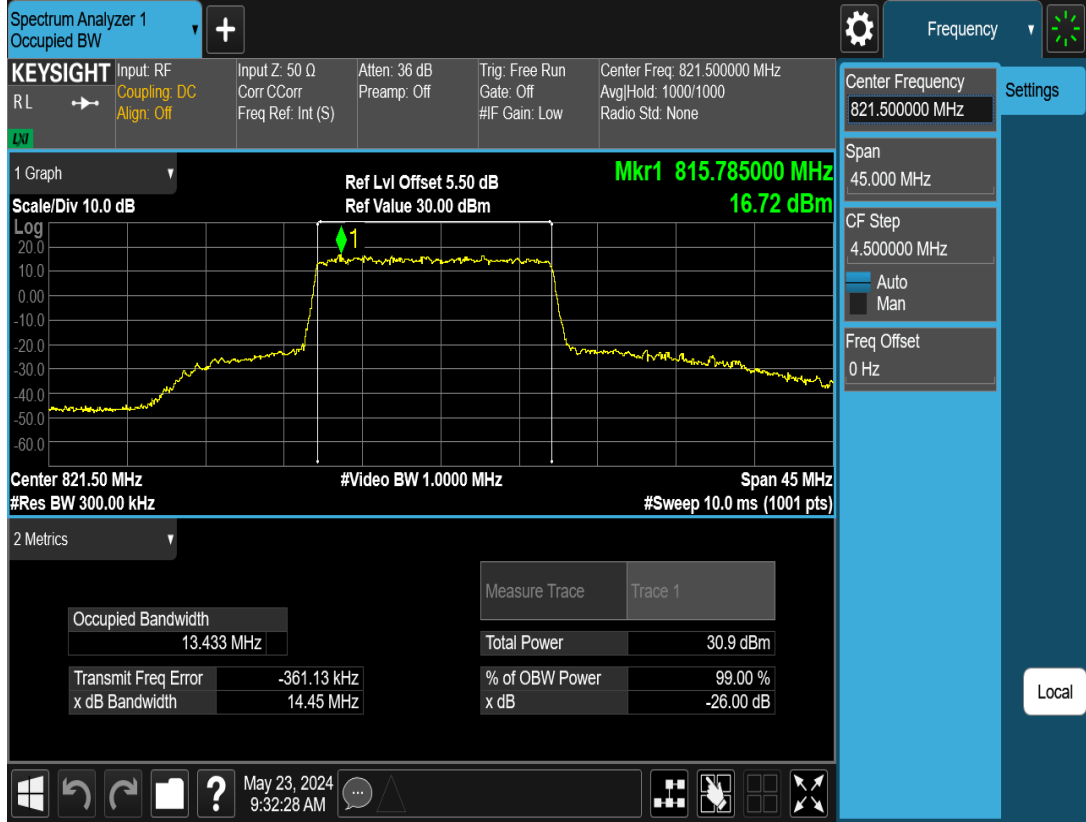 Spectrum Analyzer 1
Occupied BW
+
Frequency
KEYSIGHT
RL
LXI
Input: RF
Coupling: DC
Align: Off
Input Z: 50 Ω
Corr CCorr
Freq Ref: Int (S)
Atten: 36 dB
Preamp: Off
Trig: Free Run
Gate: Off
#IF Gain: Low
Center Freq: 821.500000 MHz
Avg|Hold: 1000/1000
Radio Std: None
Center Frequency
821.500000 MHz
Settings
Span
45.000 MHz
CF Step
4.500000 MHz
Auto
Man
Freq Offset
0 Hz
Local
1 Graph
Ref Lvl Offset 5.50 dB
Mkr1 815.785000 MHz
Scale/Div 10.0 dB
Ref Value 30.00 dBm
16.72 dBm
Log
1
20.0
10.0
0.00
-10.0
-20.0
-30.0
-40.0
-50.0
-60.0
Center 821.50 MHz
#Video BW 1.0000 MHz
Span 45 MHz
#Res BW 300.00 kHz
#Sweep 10.0 ms (1001 pts)
2 Metrics
Measure Trace
Trace 1
Occupied Bandwidth
13.433 MHz
Total Power
30.9 dBm
Transmit Freq Error
-361.13 kHz
% of OBW Power
99.00 %
x dB Bandwidth
14.45 MHz
x dB
-26.00 dB
?
May 23, 2024
9:32:28 AM